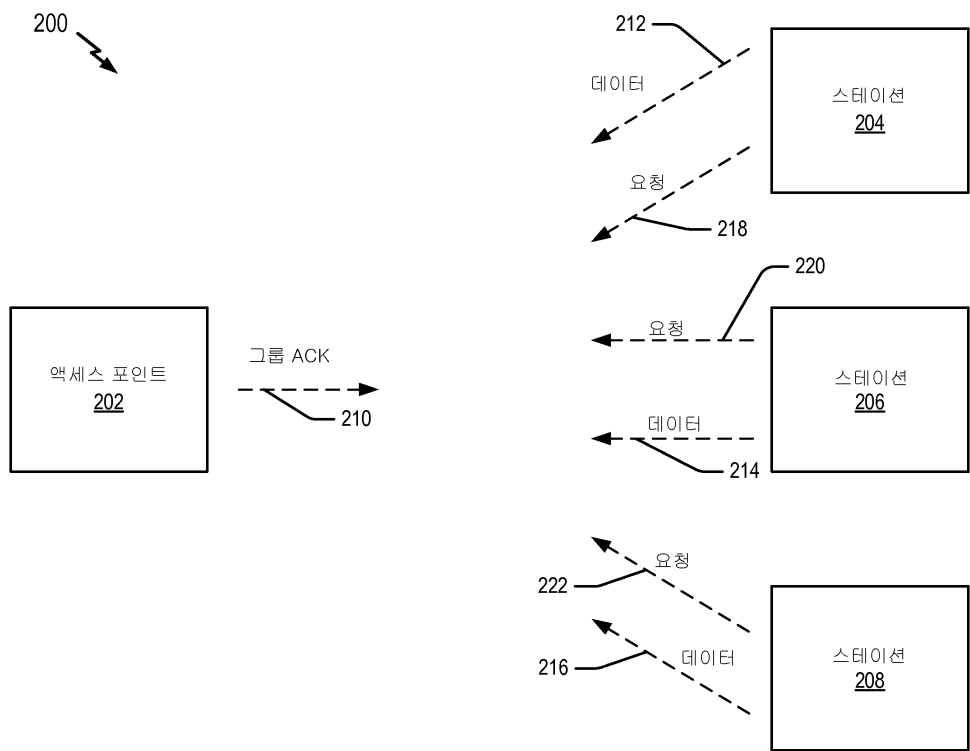 200
212
데이터
스테이션
204
요청
218
220
요청
액세스 포인트
202
그룹 ACK
210
스테이션
206
데이터
214
요청
222
216
데이터
스테이션
208